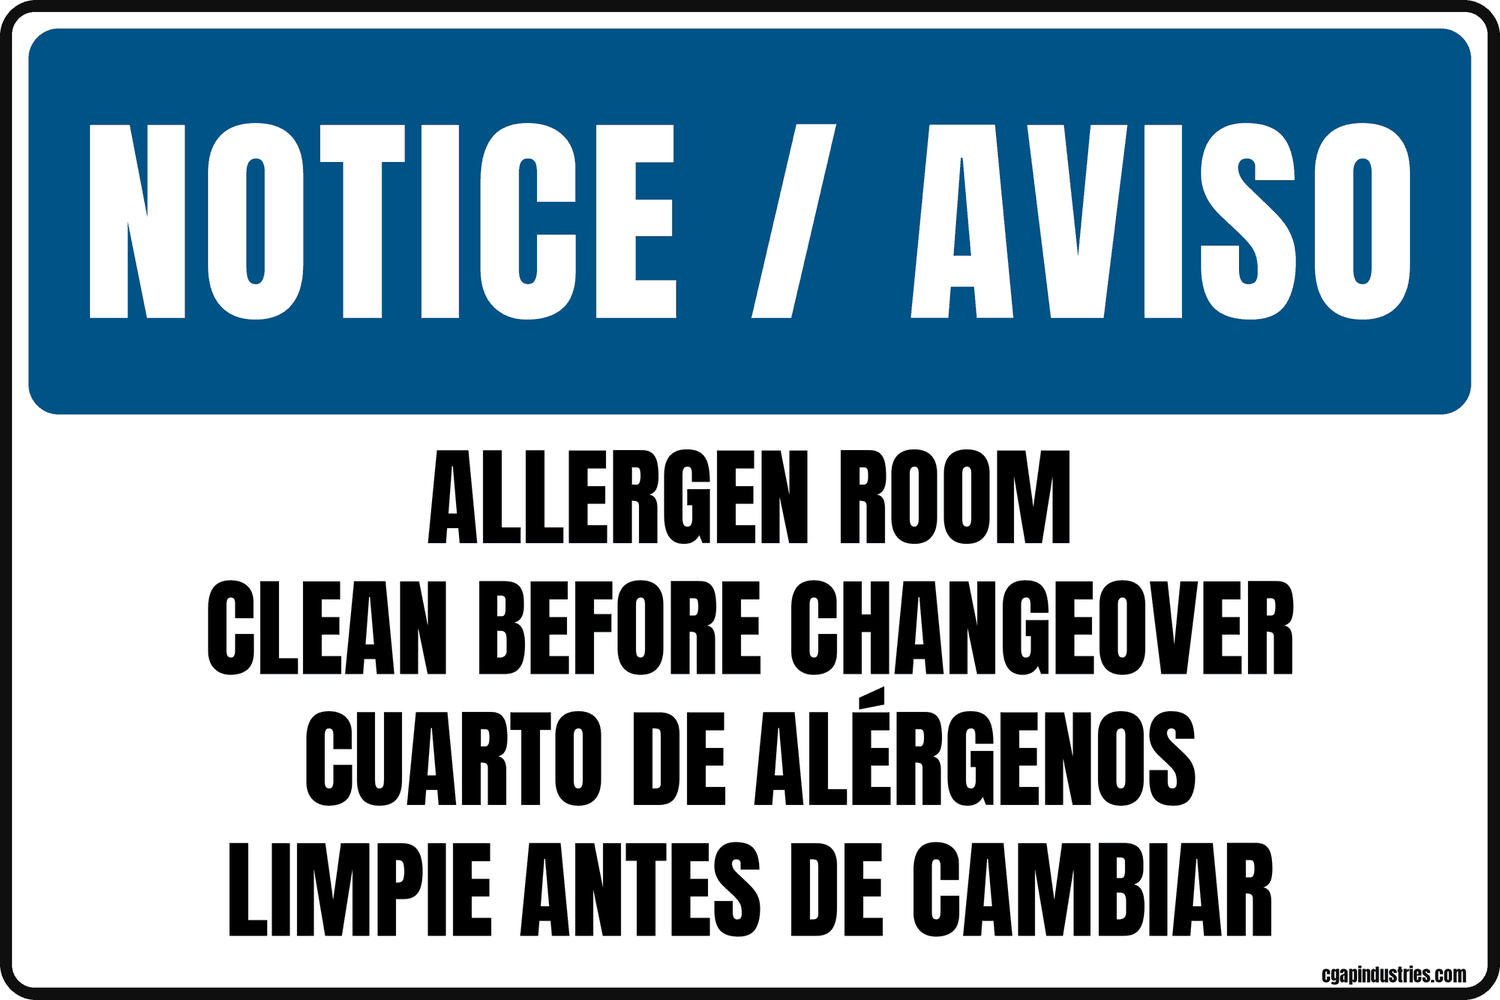 NOTICE / AVISO
ALLERGEN ROOM
CLEAN BEFORE CHANGEOVER
CUARTO DE ALÉRGENOS
LIMPIE ANTES DE CAMBIAR
cgapindustries.com